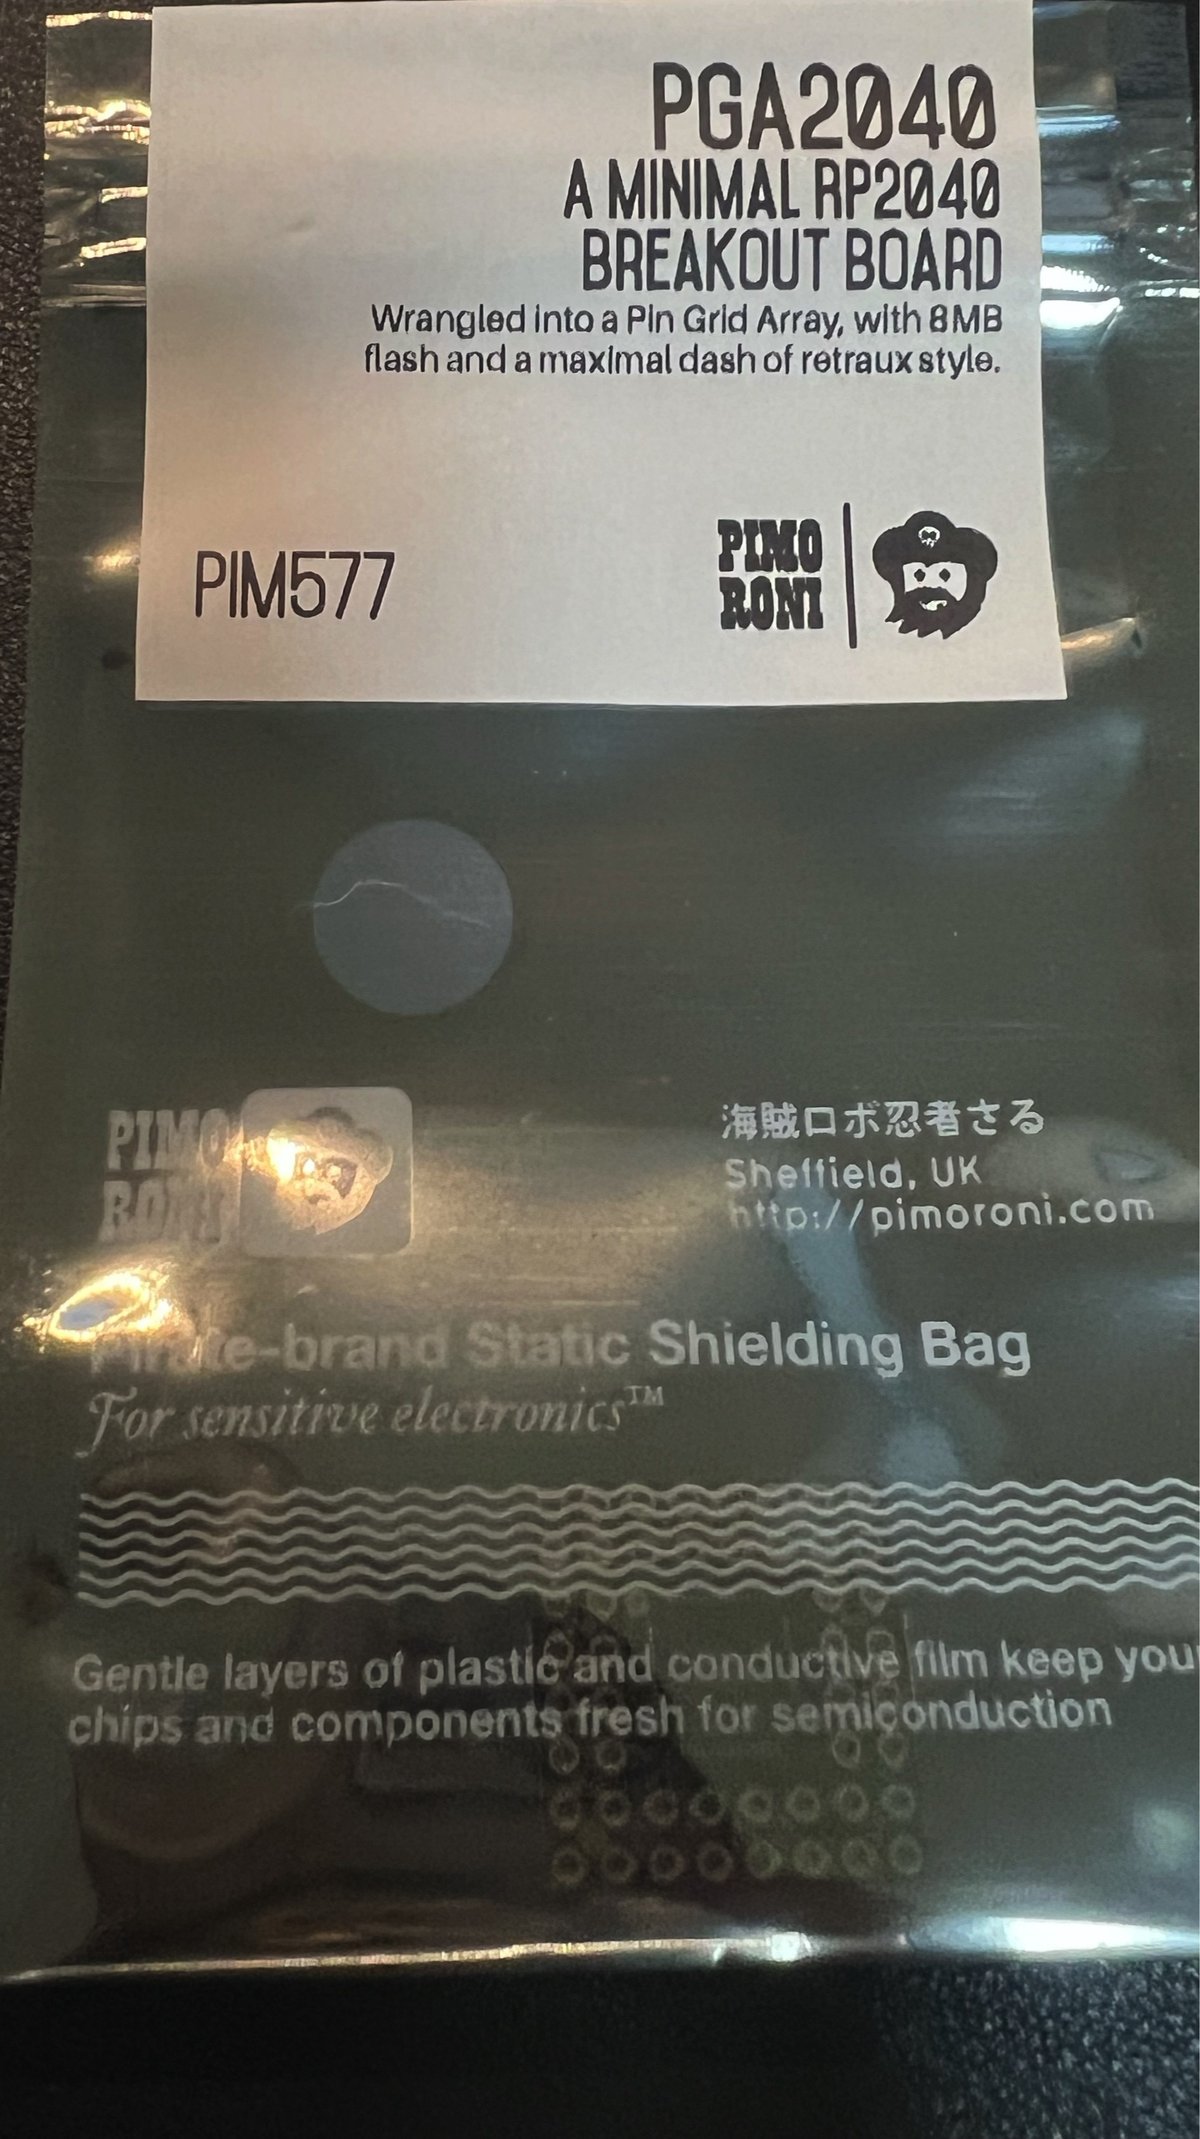 PGA2040
A MINIMAL RP2040
BREAKOUT BOARD
Wrangled into a Pin Grid Array, with 8MB
flash and a maximal dash of retraux style.
PIM577
PIMO
RONI
PIMO
RONI
海賊ロボ忍者さる
Sheffield, UK
http://pimoroni.com
Pirate-brand Static Shielding Bag
For sensitive electronics™
Gentle layers of plastic and conductive film keep you
chips and components fresh for semiconduction